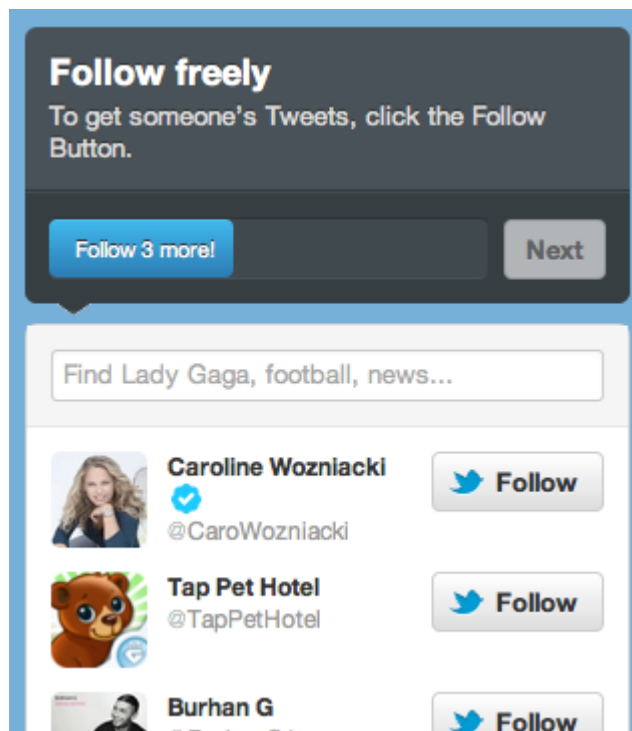 Follow freely
To get someone's Tweets, click the Follow
Button.
Follow 3 more!
Next
Find Lady Gaga, football, news...
Caroline Wozniacki
Follow
@CaroWozniacki
Tap Pet Hotel
Follow
@TapPetHotel
Burhan G
Follow